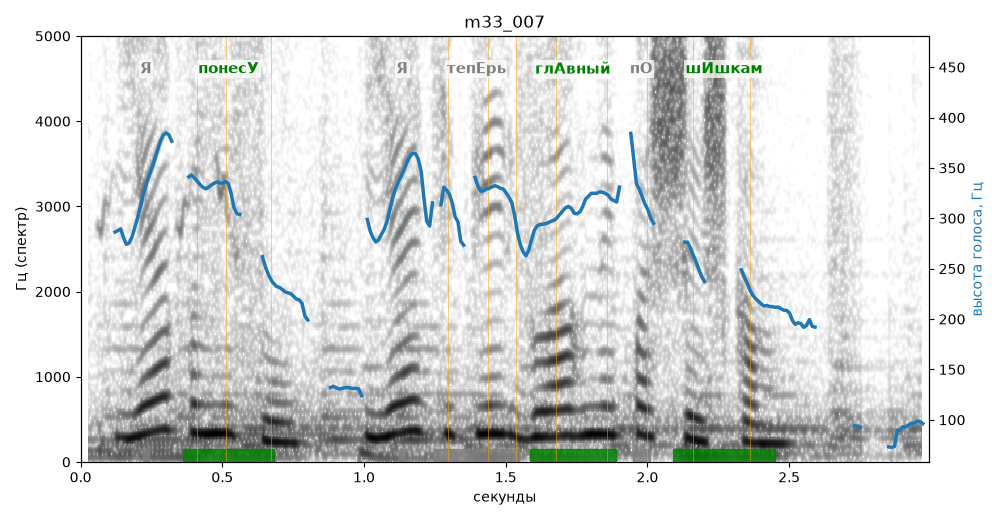 m33_007
Я понесУ Я тепЕрь глАвный пО шИшкам
5000
4000
3000
2000
1000
0
Гц (спектр)
450
400
350
300
250
200
150
100
высота голоса, Гц
0.0 0.5 1.0 1.5 2.0 2.5
секунды